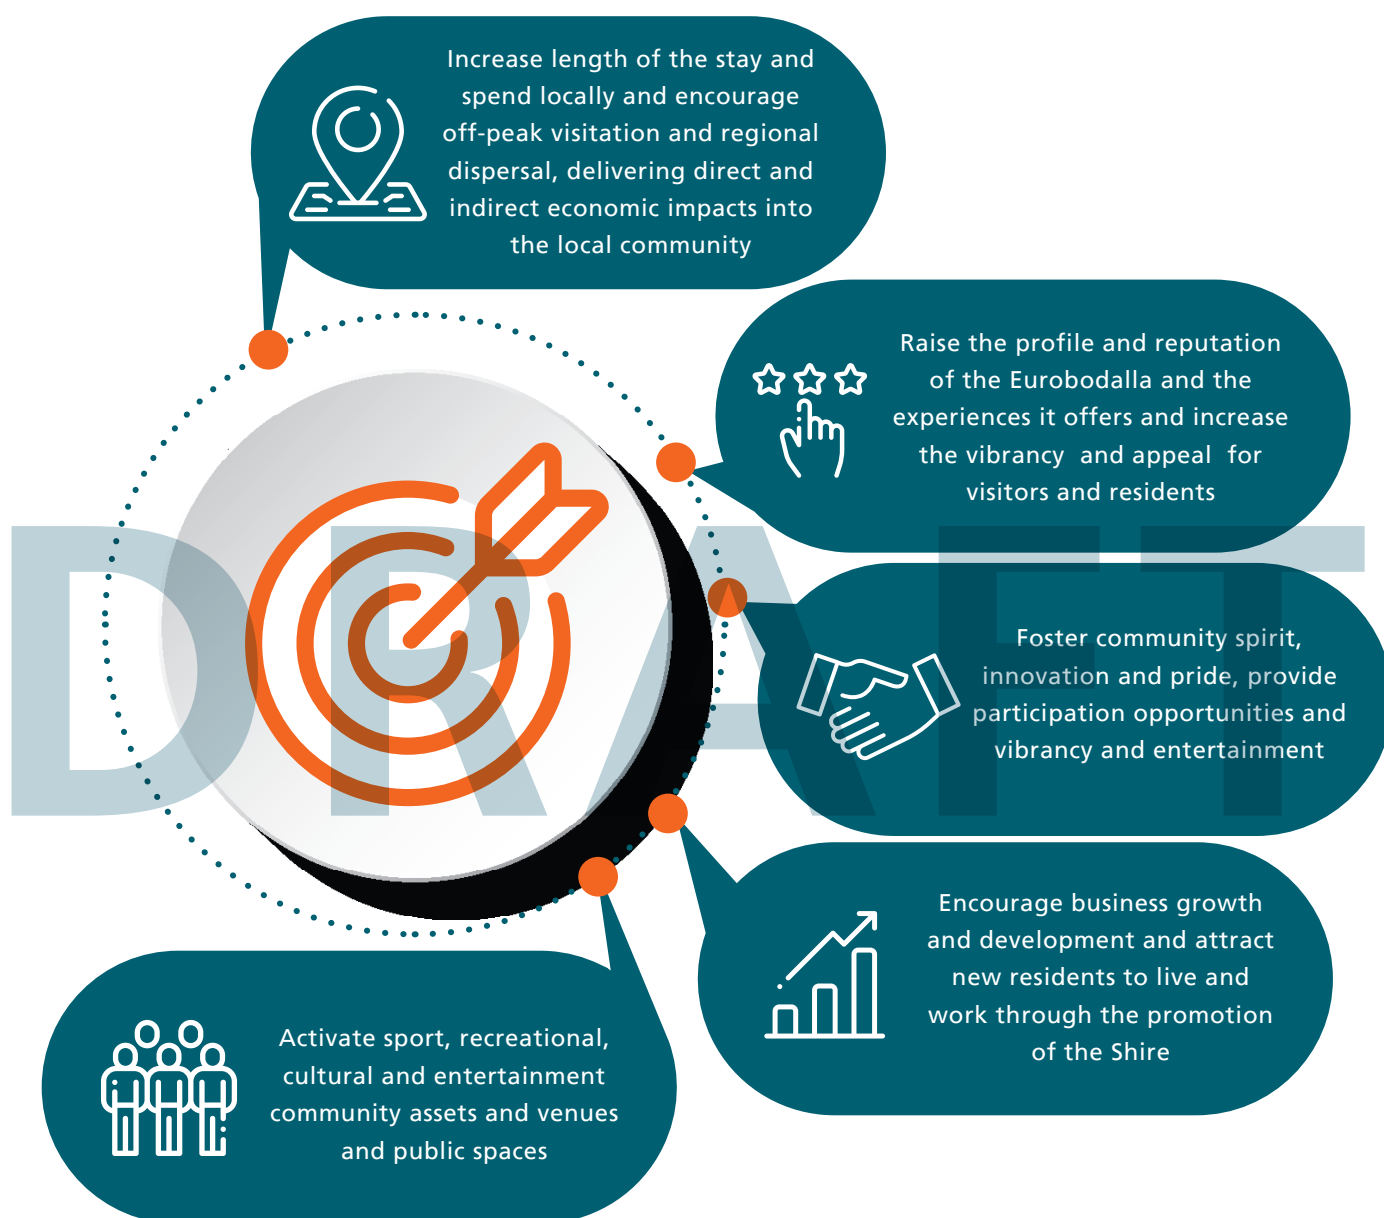 Increase length of the stay and
spend locally and encourage
off-peak visitation and regional
dispersal, delivering direct and
indirect economic impacts into
the local community
Raise the profile and reputation
of the Eurobodalla and the
experiences it offers and increase
the vibrancy and appeal for
visitors and residents
DRAFT
Foster community spirit,
innovation and pride, provide
participation opportunities and
vibrancy and entertainment
Encourage business growth
and development and attract
new residents to live and
work through the promotion
of the Shire
Activate sport, recreational,
cultural and entertainment
community assets and venues
and public spaces